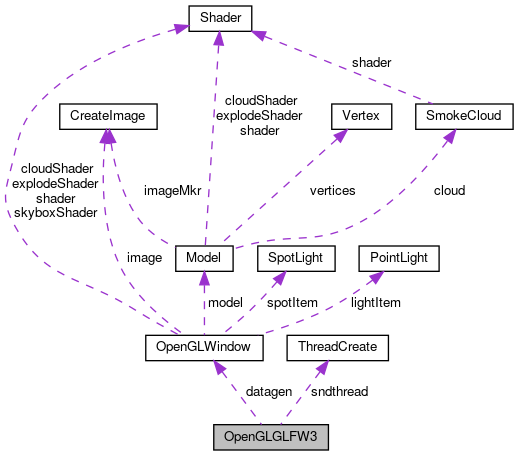 Shader
shader
cloudShader
explodeShader
shader
CreateImage
Vertex
SmokeCloud
cloudShader
explodeShader
shader
skyboxShader
imageMkr
vertices
cloud
image
Model
SpotLight
PointLight
model
spotItem
lightItem
OpenGLWindow
ThreadCreate
datagen
sndthread
OpenGLGLFW3